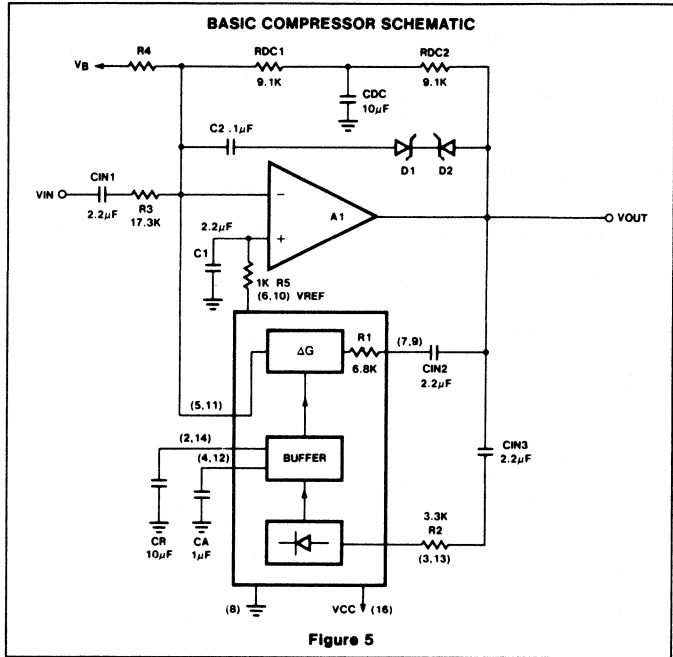 BASIC COMPRESSOR SCHEMATIC
R4
RDC1
RDC2
VB
9.1K
9.1K
CDC
10µF
C2 .1µF
D1
D2
CIN1
VIN
2.2µF
R3
17.3K
−
A1
+
VOUT
2.2µF
C1
1K R5
(6,10) VREF
ΔG
R1
6.8K
(7,9)
CIN2
2.2µF
(5,11)
(2,14)
(4,12)
BUFFER
CIN3
2.2µF
CR
10µF
CA
1µF
3.3K
R2
(3,13)
(8)
VCC
(16)
Figure 5